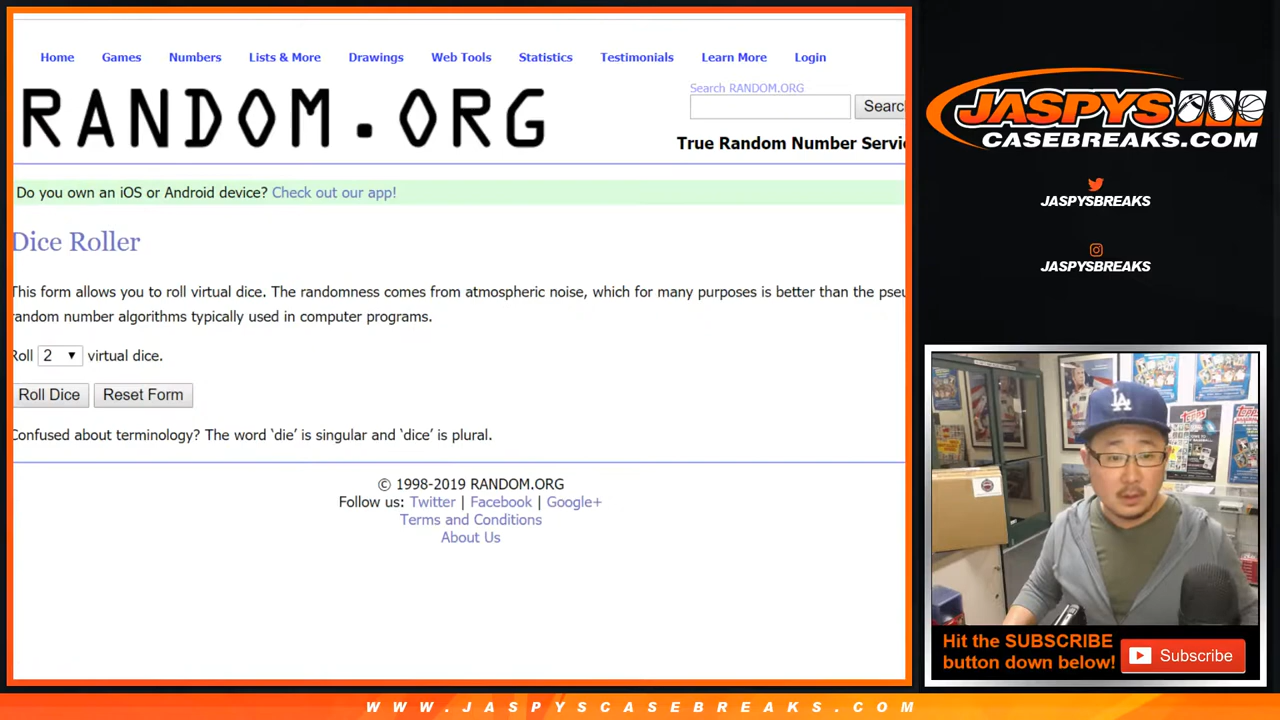 Home Games Numbers Lists & More Drawings Web Tools Statistics Testimonials Learn More Login
RANDOM.ORG
Search RANDOM.ORG
Searc
True Random Number Servi
Do you own an iOS or Android device? Check out our app!
Dice Roller
This form allows you to roll virtual dice. The randomness comes from atmospheric noise, which for many purposes is better than the pseu
random number algorithms typically used in computer programs.
Roll 2 virtual dice.
Roll Dice Reset Form
Confused about terminology? The word ‘die’ is singular and ‘dice’ is plural.
© 1998-2019 RANDOM.ORG
Follow us: Twitter | Facebook | Google+
Terms and Conditions
About Us
JASPYS
CASEBREAKS.COM
JASPYSBREAKS
JASPYSBREAKS
LA
Topps
Topps
Hit the SUBSCRIBE
button down below!
Subscribe
WWW.JASPYSCASEBREAKS.COM